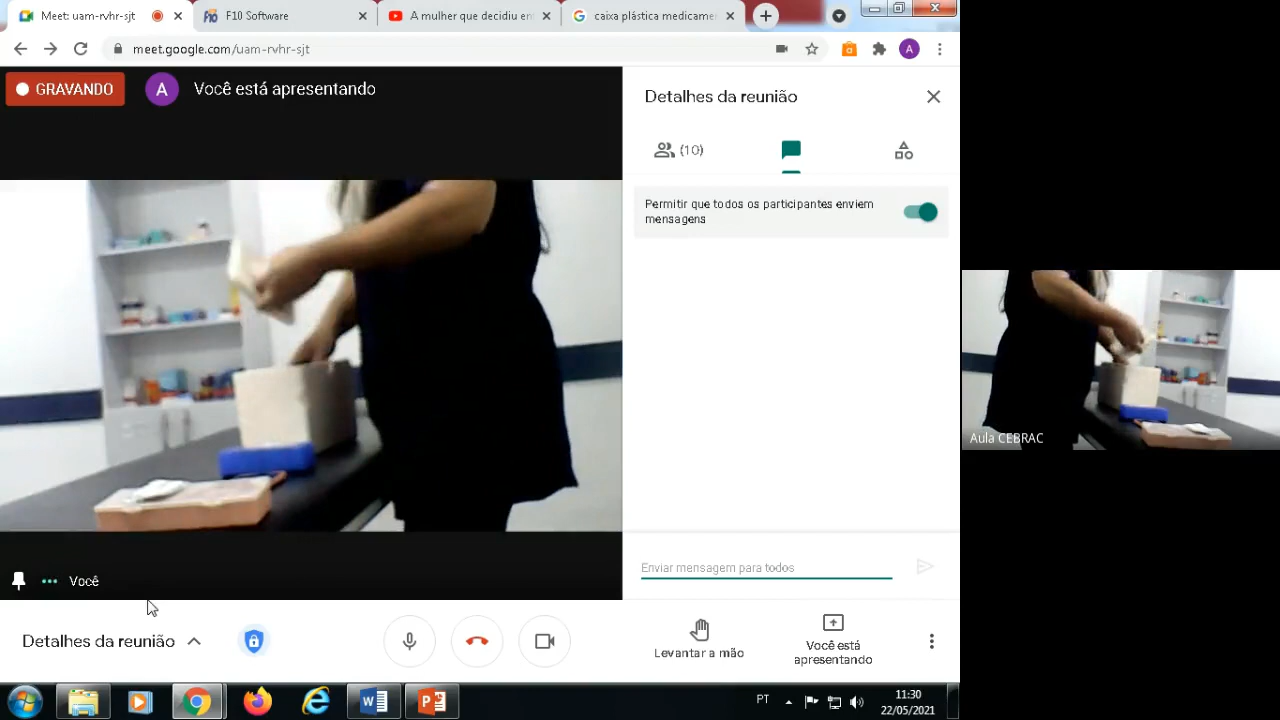 Meet: uam-rvhr-sjt
F10 Software
A mulher que decidiu en
caixa plástica medicame
meet.google.com/uam-rvhr-sjt
A
GRAVANDO
A
Você está apresentando
Detalhes da reunião
(10)
Permitir que todos os participantes enviem
mensagens
Aula CEBRAC
Enviar mensagem para todos
Você
Detalhes da reunião
Levantar a mão
Você está
apresentando
PT
11:30
22/05/2021